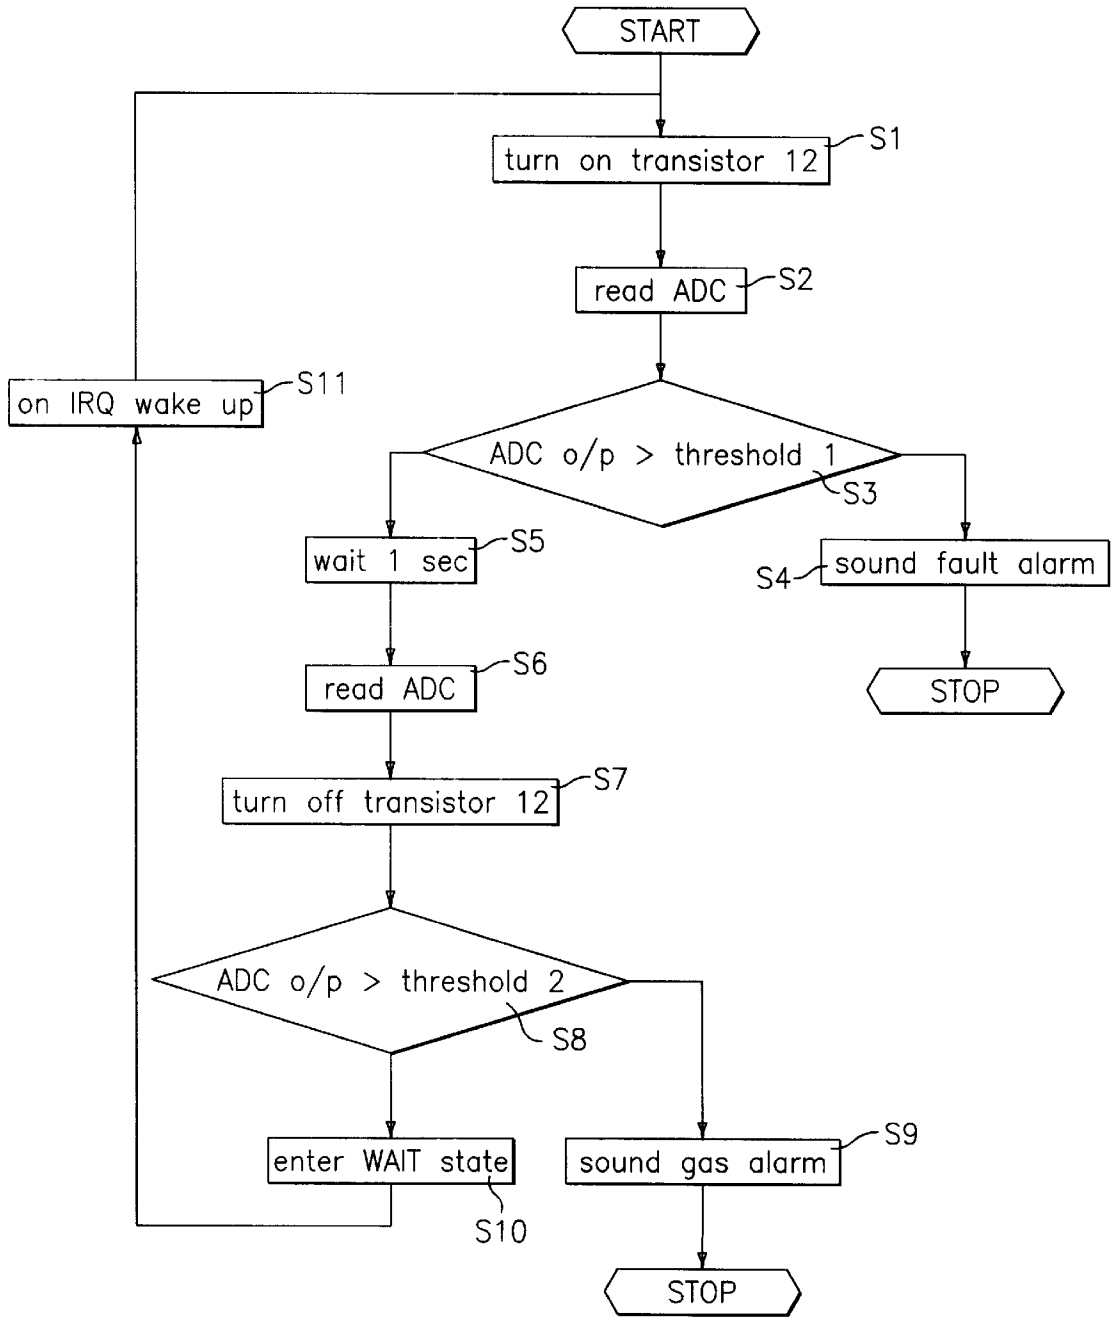 START
turn on transistor 12
S1
read ADC
S2
on IRQ wake up
S11
ADC o/p > threshold 1
S3
wait 1 sec
S5
S4
sound fault alarm
read ADC
S6
STOP
turn off transistor 12
S7
ADC o/p > threshold 2
S8
enter WAIT state
S10
sound gas alarm
S9
STOP